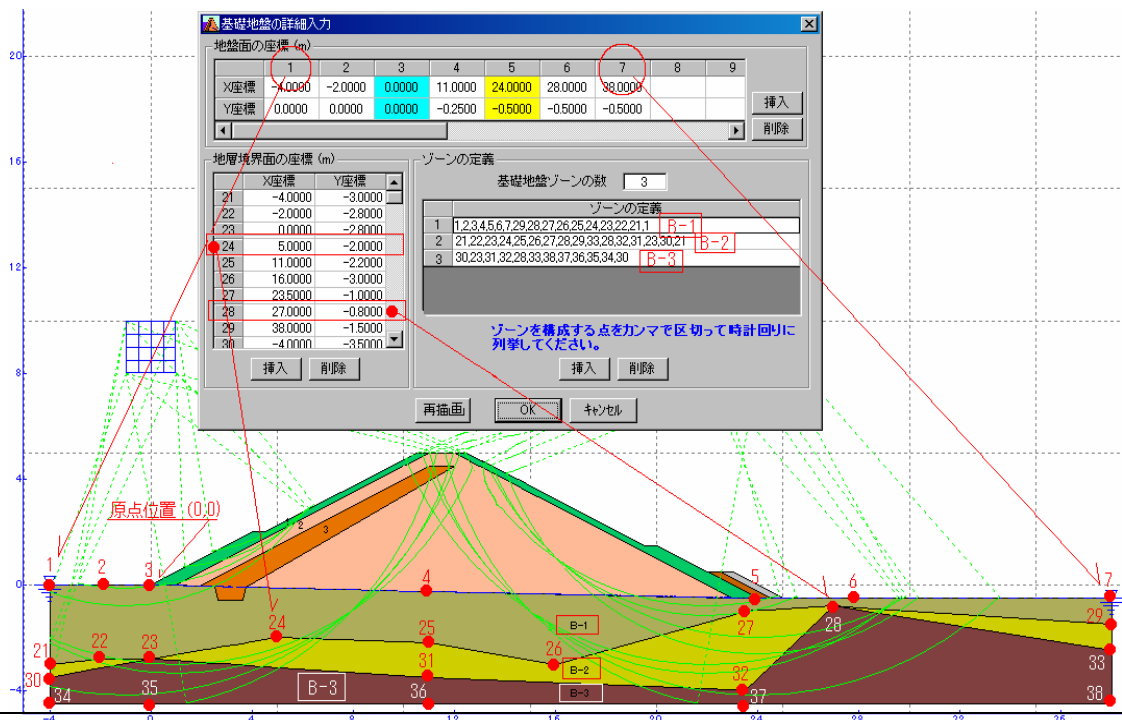 基礎地盤の詳細入力
地盤面の座標 (m)
1 2 3 4 5 6 7 8 9
X座標 -4.0000 -2.0000 0.0000 11.0000 24.0000 28.0000 38.0000
Y座標 0.0000 0.0000 0.0000 -0.2500 -0.5000 -0.5000 -0.5000
挿入
削除
地層境界面の座標 (m)
X座標 Y座標
21 -4.0000 -3.0000
22 -2.0000 -2.8000
23 0.0000 -2.8000
24 5.0000 -2.0000
25 11.0000 -2.2000
26 16.0000 -3.0000
27 23.5000 -1.0000
28 27.0000 -0.8000
29 38.0000 -1.5000
30 -4.0000 -3.5000
挿入 削除
ゾーンの定義
基礎地盤ゾーンの数 3
ゾーンの定義
1 1,2,3,4,5,6,7,29,28,27,26,25,24,23,22,21,1 B-1
2 21,22,23,24,25,26,27,28,29,33,28,32,31,23,30,21 B-2
3 30,23,31,32,28,33,38,37,36,35,34,30 B-3
ゾーンを構成する点をカンマで区切って時計回りに
列挙してください。
挿入 削除
再描画 OK キャンセル
20
16
12
8
4
0
-4
原点位置 (0,0)
2 3
1 2 3 4 5 6 7
21 22 23 24 25 26 27 28 29
30 31 32 33
34 35 36 37 38
B-1
B-2
B-3
B-3
-4 0 4 8 12 16 20 24 28 32 36